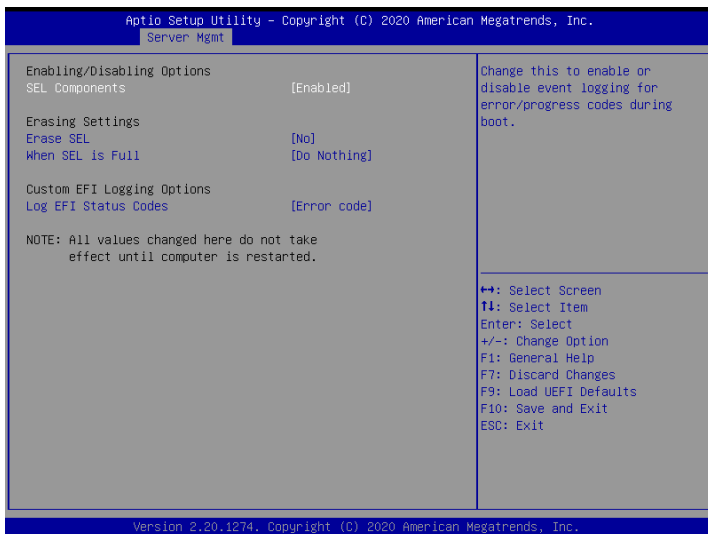 Aptio Setup Utility – Copyright (C) 2020 American Megatrends, Inc.
Server Mgmt
Enabling/Disabling Options
SEL Components [Enabled]
Erasing Settings
Erase SEL [No]
When SEL is Full [Do Nothing]
Custom EFI Logging Options
Log EFI Status Codes [Error code]
NOTE: All values changed here do not take
effect until computer is restarted.
Change this to enable or
disable event logging for
error/progress codes during
boot.
↔: Select Screen
↑↓: Select Item
Enter: Select
+/-: Change Option
F1: General Help
F7: Discard Changes
F9: Load UEFI Defaults
F10: Save and Exit
ESC: Exit
Version 2.20.1274. Copyright (C) 2020 American Megatrends, Inc.